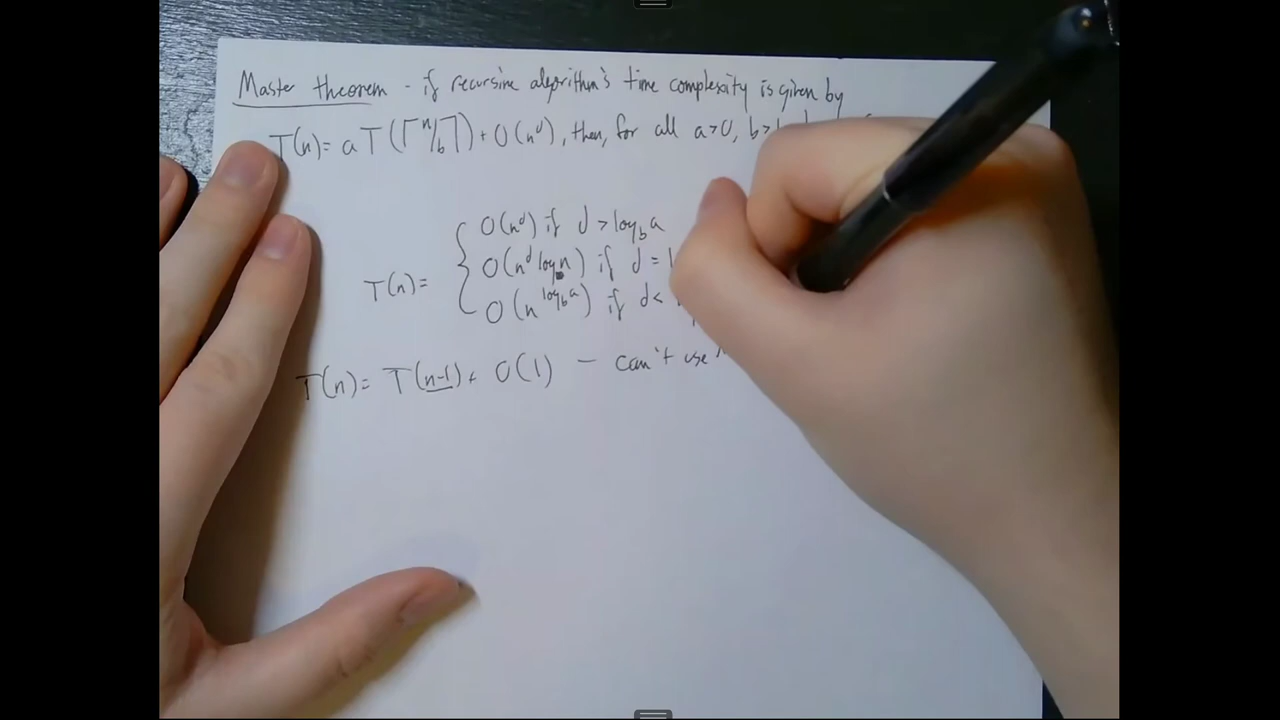 Master theorem - if recursive algorithm's time complexity is given by
T(n) = a T(⌈n/b⌉) + O(n^d), then, for all a>0, b>1,
O(n^d) if d > log_b a
T(n) = { O(n^d log n) if d =
O(n^(log_b a)) if d <
T(n) = T(n-1) + O(1) — can't use